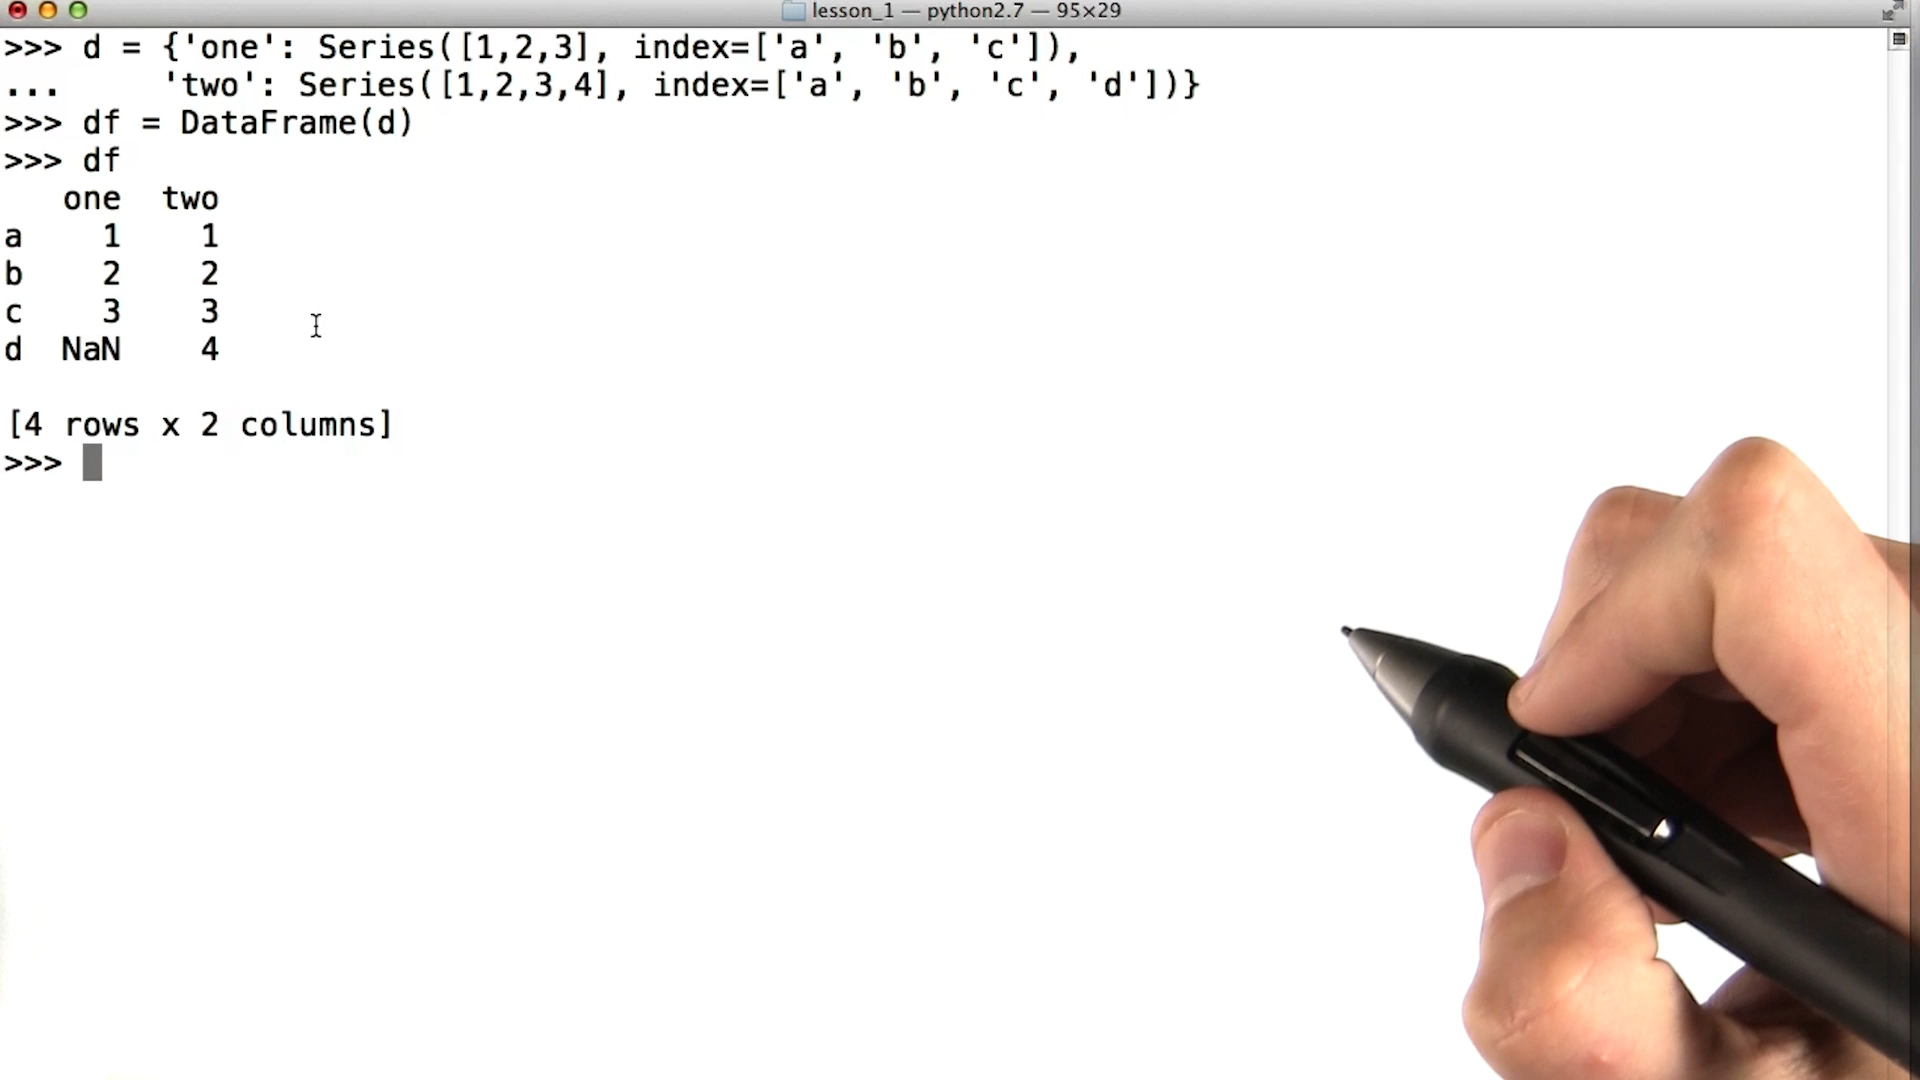 lesson_1 — python2.7 — 95×29
>>> d = {'one': Series([1,2,3], index=['a', 'b', 'c']),
...      'two': Series([1,2,3,4], index=['a', 'b', 'c', 'd'])}
>>> df = DataFrame(d)
>>> df
   one  two
a    1    1
b    2    2
c    3    3
d  NaN    4
[4 rows x 2 columns]
>>>